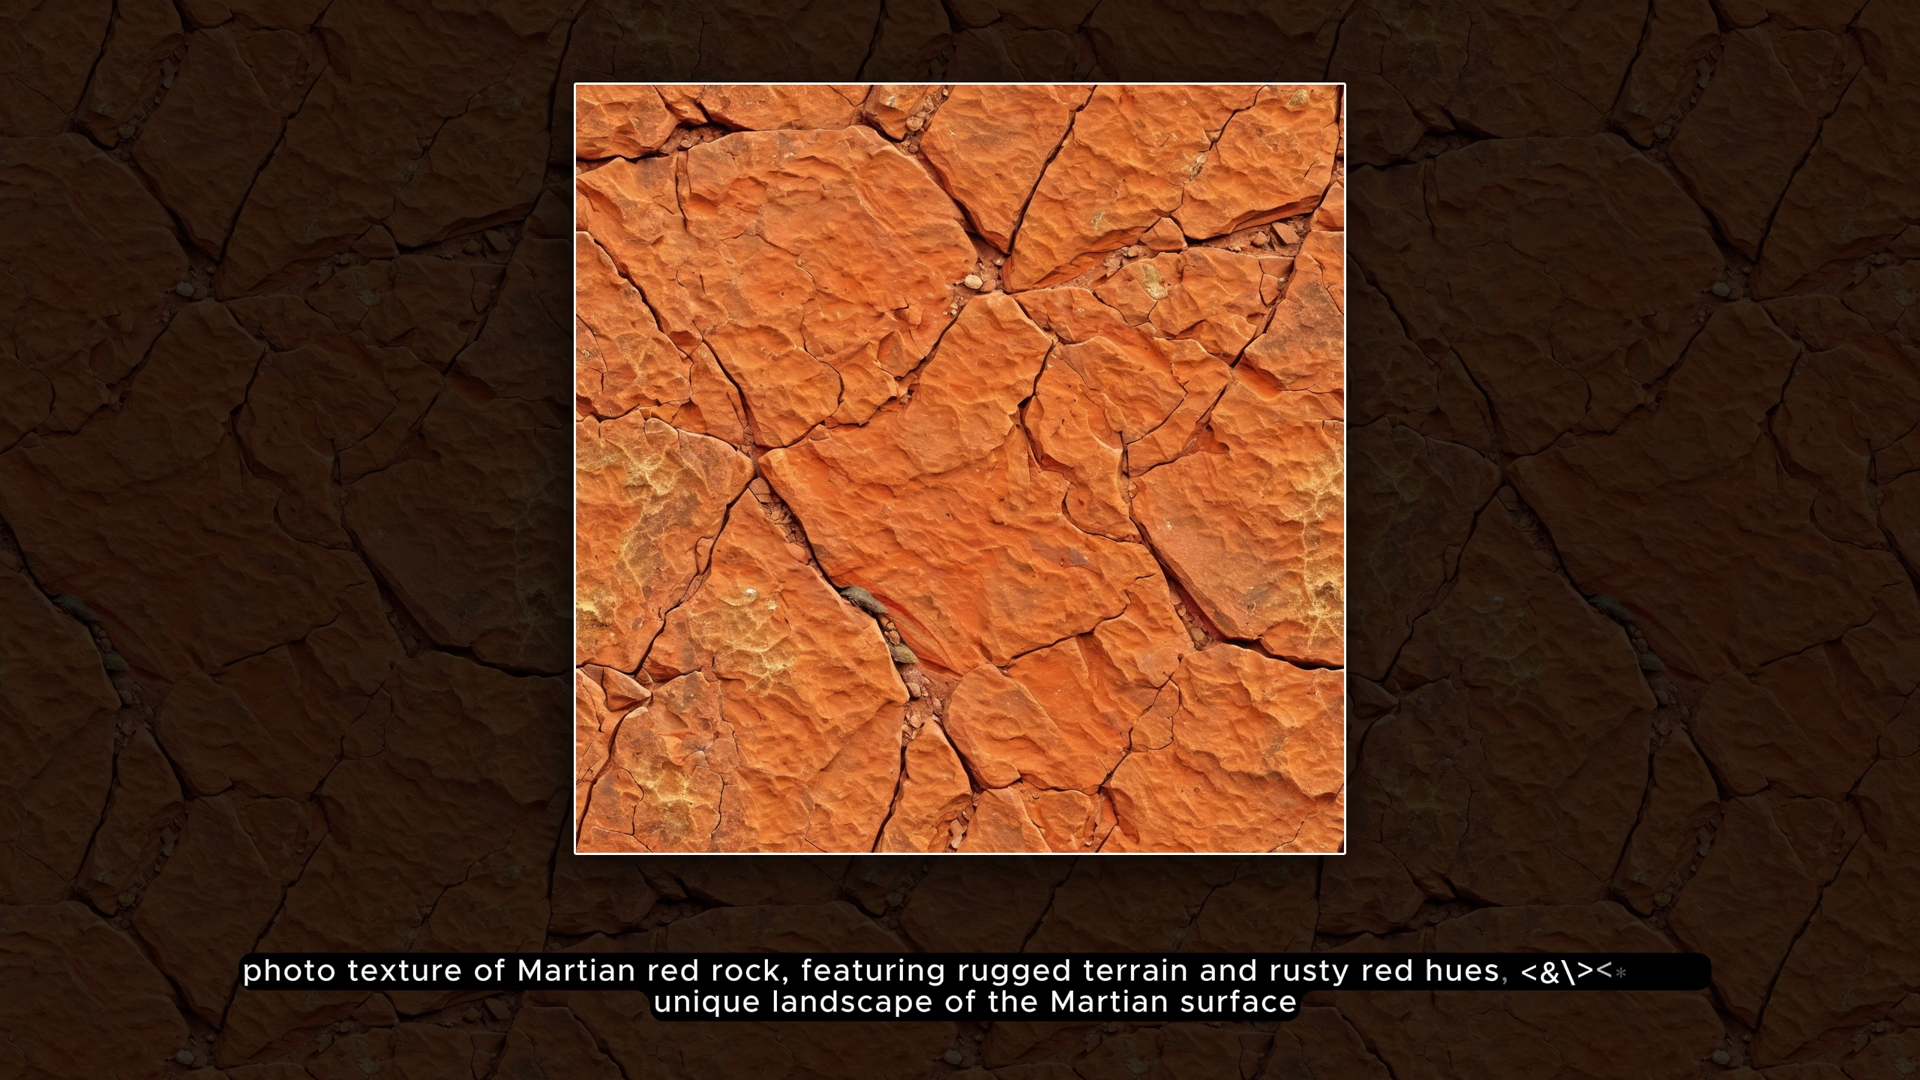 photo texture of Martian red rock, featuring rugged terrain and rusty red hues, <&\><*
unique landscape of the Martian surface